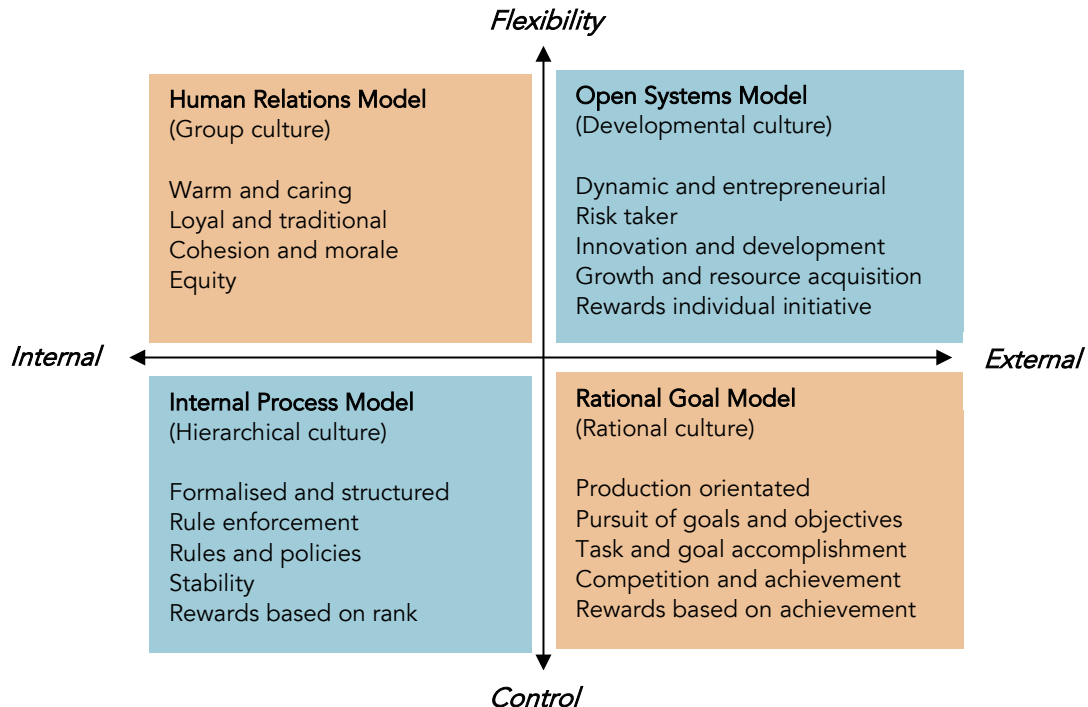 Flexibility
Human Relations Model
(Group culture)
Warm and caring
Loyal and traditional
Cohesion and morale
Equity
Open Systems Model
(Developmental culture)
Dynamic and entrepreneurial
Risk taker
Innovation and development
Growth and resource acquisition
Rewards individual initiative
Internal
External
Internal Process Model
(Hierarchical culture)
Formalised and structured
Rule enforcement
Rules and policies
Stability
Rewards based on rank
Rational Goal Model
(Rational culture)
Production orientated
Pursuit of goals and objectives
Task and goal accomplishment
Competition and achievement
Rewards based on achievement
Control